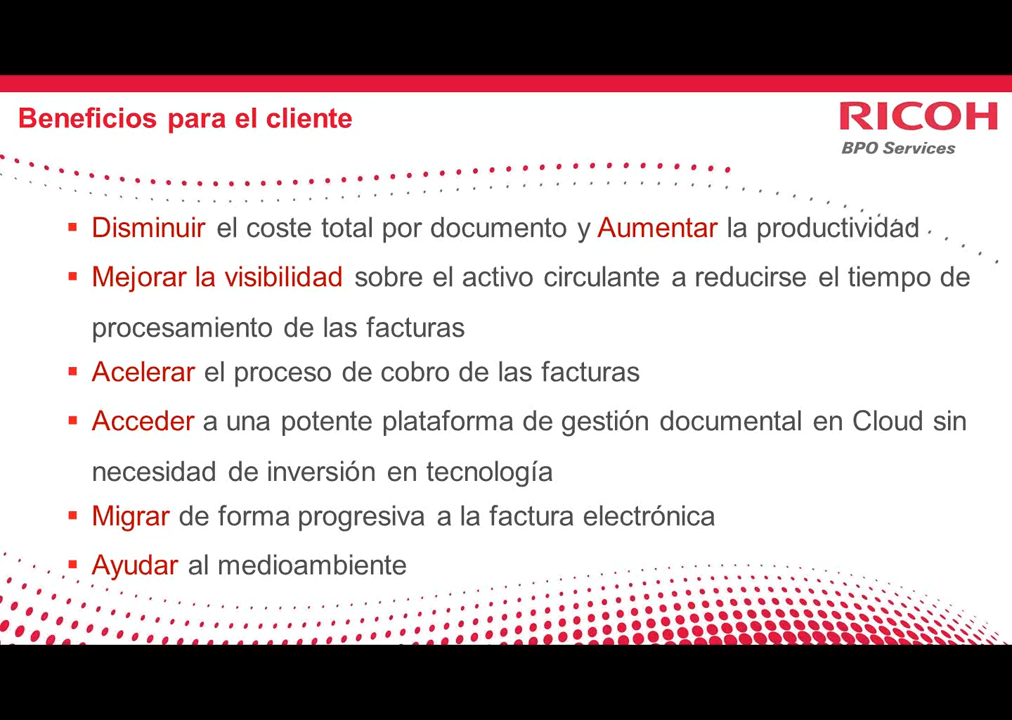 Beneficios para el cliente
RICOH
BPO Services
Disminuir el coste total por documento y Aumentar la productividad
Mejorar la visibilidad sobre el activo circulante a reducirse el tiempo de
procesamiento de las facturas
Acelerar el proceso de cobro de las facturas
Acceder a una potente plataforma de gestión documental en Cloud sin
necesidad de inversión en tecnología
Migrar de forma progresiva a la factura electrónica
Ayudar al medioambiente